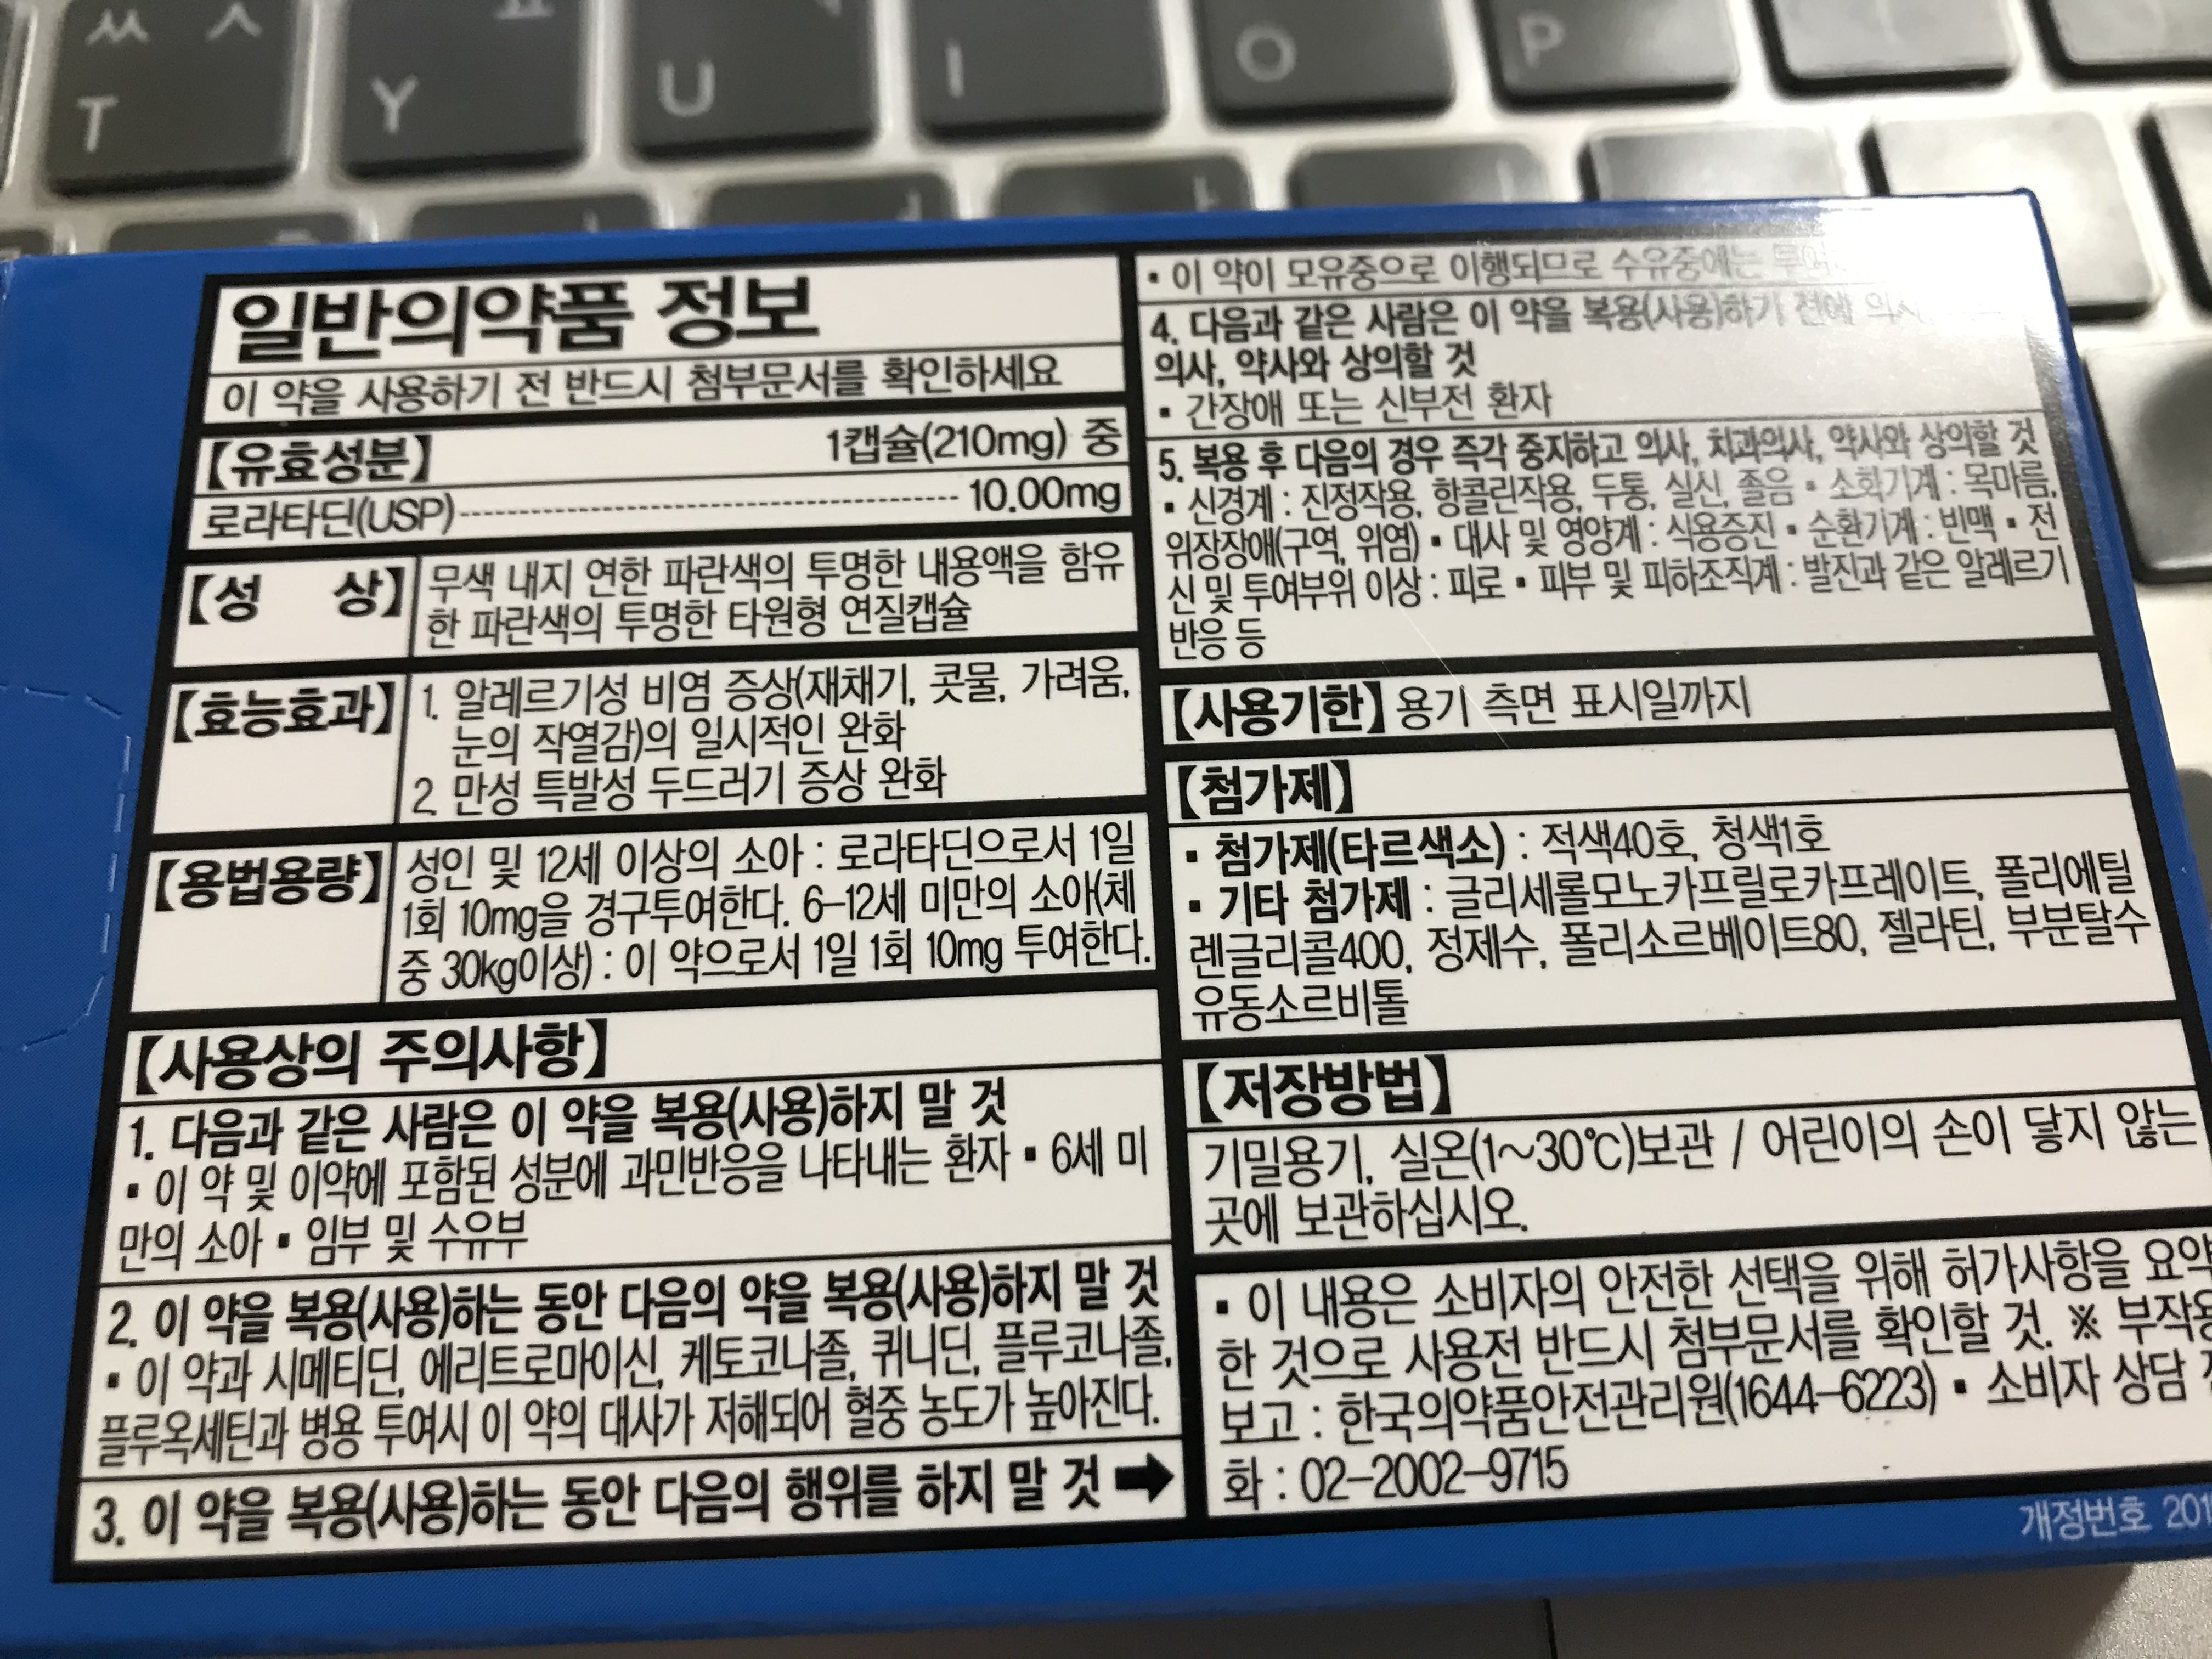 ㅆ ㅅ
T
ㅛ
Y
U
I
O
P
일반의약품 정보
이 약을 사용하기 전 반드시 첨부문서를 확인하세요
【유효성분】 1캡슐(210mg) 중
로라타딘(USP)---------- 10.00mg
【성 상】 무색 내지 연한 파란색의 투명한 내용액을 함유
한 파란색의 투명한 타원형 연질캡슐
【효능효과】 1. 알레르기성 비염 증상(재채기, 콧물, 가려움,
눈의 작열감)의 일시적인 완화
2. 만성 특발성 두드러기 증상 완화
【용법용량】 성인 및 12세 이상의 소아 : 로라타딘으로서 1일
1회 10mg을 경구투여한다. 6-12세 미만의 소아(체
중 30kg이상) : 이 약으로서 1일 1회 10mg 투여한다.
【사용상의 주의사항】
1. 다음과 같은 사람은 이 약을 복용(사용)하지 말 것
▪ 이 약 및 이약에 포함된 성분에 과민반응을 나타내는 환자 ▪ 6세 미
만의 소아 ▪ 임부 및 수유부
2. 이 약을 복용(사용)하는 동안 다음의 약을 복용(사용)하지 말 것
▪ 이 약과 시메티딘, 에리트로마이신, 케토코나졸, 퀴니딘, 플루코나졸,
플루옥세틴과 병용 투여시 이 약의 대사가 저해되어 혈중 농도가 높아진다.
3. 이 약을 복용(사용)하는 동안 다음의 행위를 하지 말 것 ➡
▪ 이 약이 모유중으로 이행되므로 수유중에는
4. 다음과 같은 사람은 이 약을 복용(사용)하기 전에
의사, 약사와 상의할 것
▪ 간장애 또는 신부전 환자
5. 복용 후 다음의 경우 즉각 중지하고 의사, 치과의사, 약사와 상의할 것
▪ 신경계 : 진정작용, 항콜린작용, 두통, 실신, 졸음 ▪ 소화기계 : 목마름,
위장장애(구역, 위염) ▪ 대사 및 영양계 : 식용증진 ▪ 순환기계 : 빈맥 ▪ 전
신 및 투여부위 이상 : 피로 ▪ 피부 및 피하조직계 : 발진과 같은 알레르기
반응 등
【사용기한】 용기 측면 표시일까지
【첨가제】
▪ 첨가제(타르색소) : 적색40호, 청색1호
▪ 기타 첨가제 : 글리세롤모노카프릴로카프레이트, 폴리에틸
렌글리콜400, 정제수, 폴리소르베이트80, 젤라틴, 부분탈수
유동소르비톨
【저장방법】
기밀용기, 실온(1~30℃)보관 / 어린이의 손이 닿지 않는
곳에 보관하십시오.
▪ 이 내용은 소비자의 안전한 선택을 위해 허가사항을 요약
한 것으로 사용전 반드시 첨부문서를 확인할 것. ※ 부작용
보고 : 한국의약품안전관리원(1644-6223) ▪ 소비자 상담
화 : 02-2002-9715
개정번호